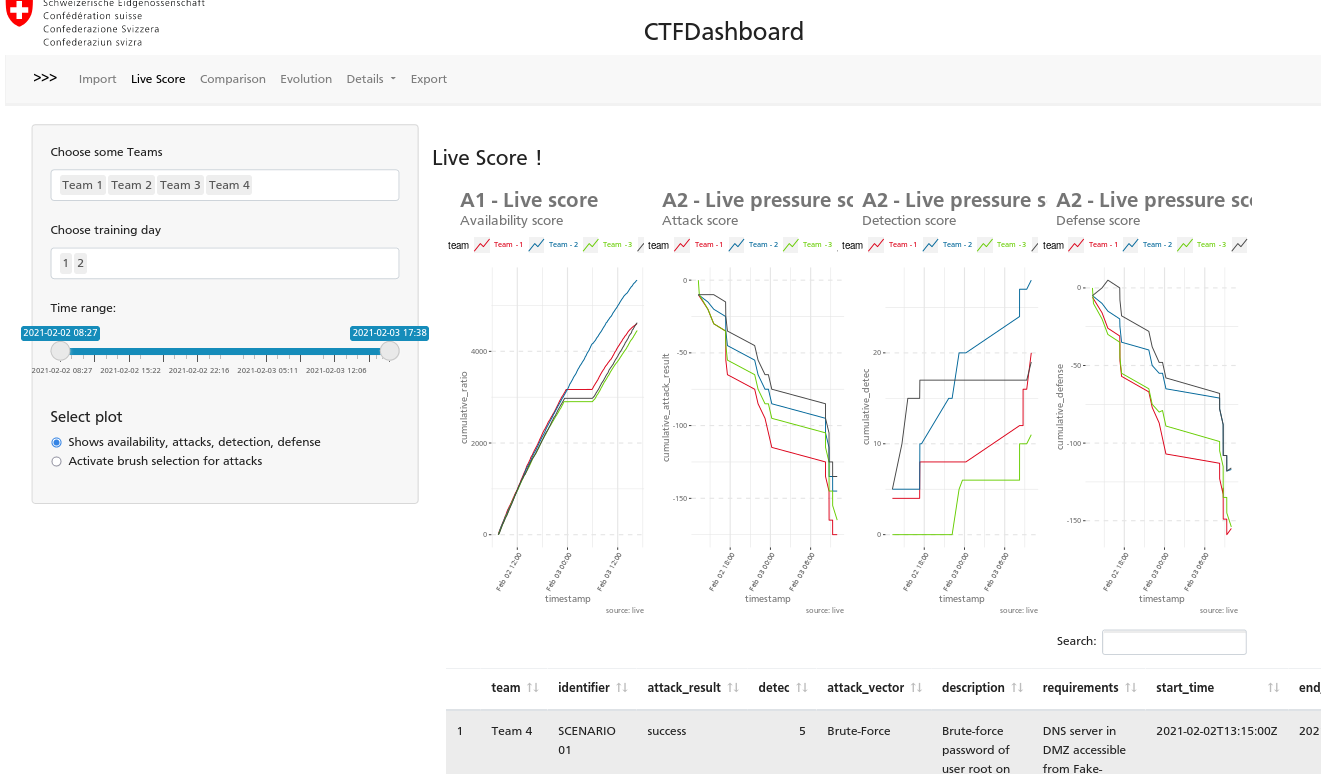 Schweizerische Eidgenossenschaft
Confédération suisse
Confederazione Svizzera
Confederaziun svizra
CTFDashboard
>>> Import Live Score Comparison Evolution Details Export
Choose some Teams
Team 1 Team 2 Team 3 Team 4
Choose training day
1 2
Time range:
2021-02-02 08:27 2021-02-03 17:38
2021-02-02 08:27 2021-02-02 15:22 2021-02-02 22:16 2021-02-03 05:11 2021-02-03 12:06
Select plot
Shows availability, attacks, detection, defense
Activate brush selection for attacks
Live Score !
A1 - Live score
Availability score
team Team - 1 Team - 2 Team - 3
cumulative_ratio
4000
2000
0
Feb 02 12:00 Feb 03 00:00 Feb 03 12:00
timestamp
source: live
A2 - Live pressure sc
Attack score
team Team - 1 Team - 2 Team - 3
cumulative_attack_result
0
-50
-100
-150
Feb 02 18:00 Feb 03 00:00 Feb 03 06:00
timestamp
source: live
A2 - Live pressure s
Detection score
team Team - 1 Team - 2 Team - 3
cumulative_detec
20
10
0
Feb 02 18:00 Feb 03 00:00 Feb 03 06:00
timestamp
source: live
A2 - Live pressure sc
Defense score
team Team - 1 Team - 2 Team - 3
cumulative_defense
0
-50
-100
-150
Feb 02 18:00 Feb 03 00:00 Feb 03 06:00
timestamp
source: live
Search:
team identifier attack_result detec attack_vector description requirements start_time end_
1 Team 4 SCENARIO success 5 Brute-Force Brute-force DNS server in 2021-02-02T13:15:00Z 202
01 password of DMZ accessible
user root on from Fake-